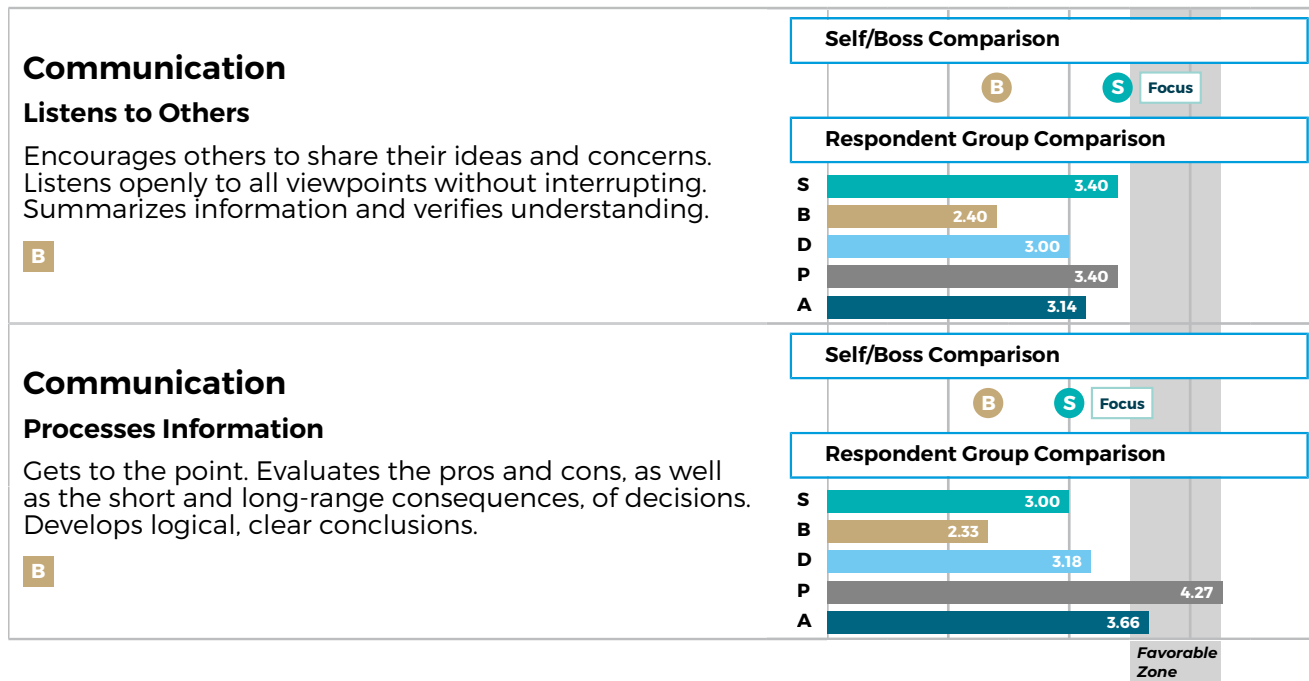 Communication
Listens to Others
Encourages others to share their ideas and concerns.
Listens openly to all viewpoints without interrupting.
Summarizes information and verifies understanding.
B
Self/Boss Comparison
B
S
Focus
Respondent Group Comparison
S 3.40
B 2.40
D 3.00
P 3.40
A 3.14
Communication
Processes Information
Gets to the point. Evaluates the pros and cons, as well
as the short and long-range consequences, of decisions.
Develops logical, clear conclusions.
B
Self/Boss Comparison
B
S
Focus
Respondent Group Comparison
S 3.00
B 2.33
D 3.18
P 4.27
A 3.66
Favorable
Zone